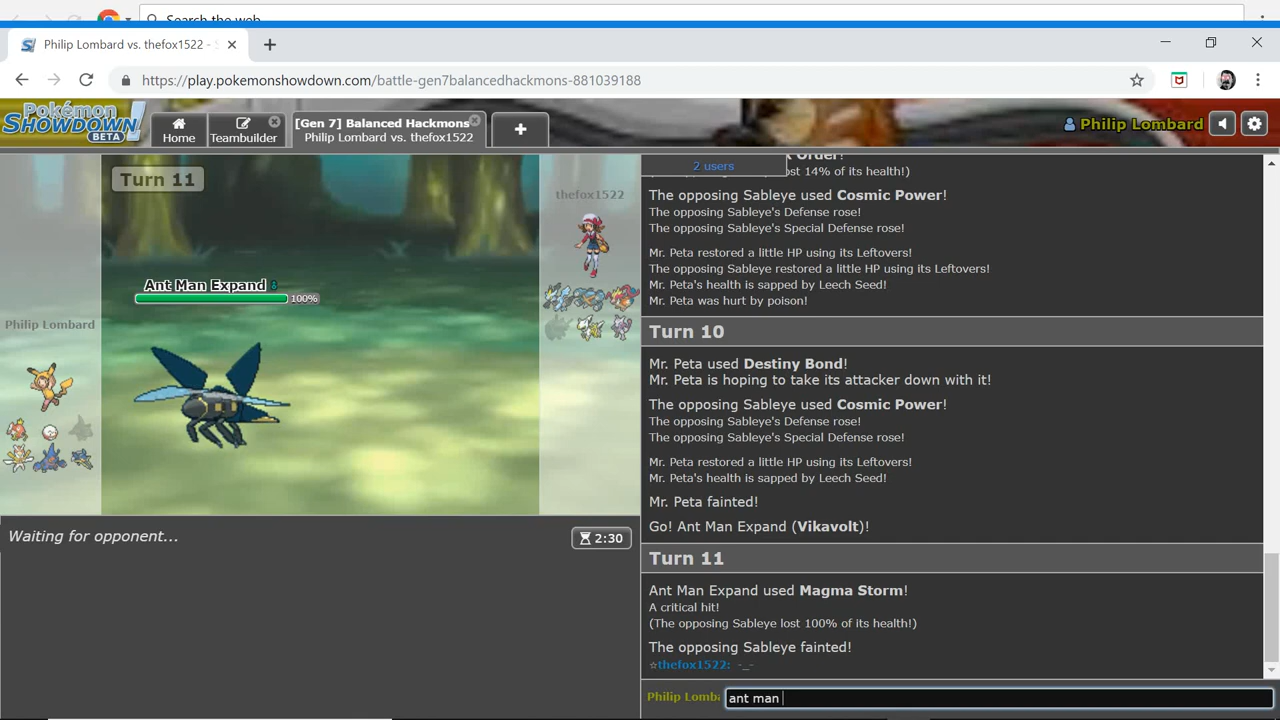 Search the web
Philip Lombard vs. thefox1522 -
https://play.pokemonshowdown.com/battle-gen7balancedhackmons-881039188
Pokémon
SHOWDOWN!
BETA
Home
Teambuilder
[Gen 7] Balanced Hackmons
Philip Lombard vs. thefox1522
Philip Lombard
Turn 11
thefox1522
Ant Man Expand
100%
Philip Lombard
Waiting for opponent...
2:30
2 users
Order!
ost 14% of its health!)
The opposing Sableye used Cosmic Power!
The opposing Sableye's Defense rose!
The opposing Sableye's Special Defense rose!
Mr. Peta restored a little HP using its Leftovers!
The opposing Sableye restored a little HP using its Leftovers!
Mr. Peta's health is sapped by Leech Seed!
Mr. Peta was hurt by poison!
Turn 10
Mr. Peta used Destiny Bond!
Mr. Peta is hoping to take its attacker down with it!
The opposing Sableye used Cosmic Power!
The opposing Sableye's Defense rose!
The opposing Sableye's Special Defense rose!
Mr. Peta restored a little HP using its Leftovers!
Mr. Peta's health is sapped by Leech Seed!
Mr. Peta fainted!
Go! Ant Man Expand (Vikavolt)!
Turn 11
Ant Man Expand used Magma Storm!
A critical hit!
(The opposing Sableye lost 100% of its health!)
The opposing Sableye fainted!
☆thefox1522: -_-
Philip Lomba
ant man